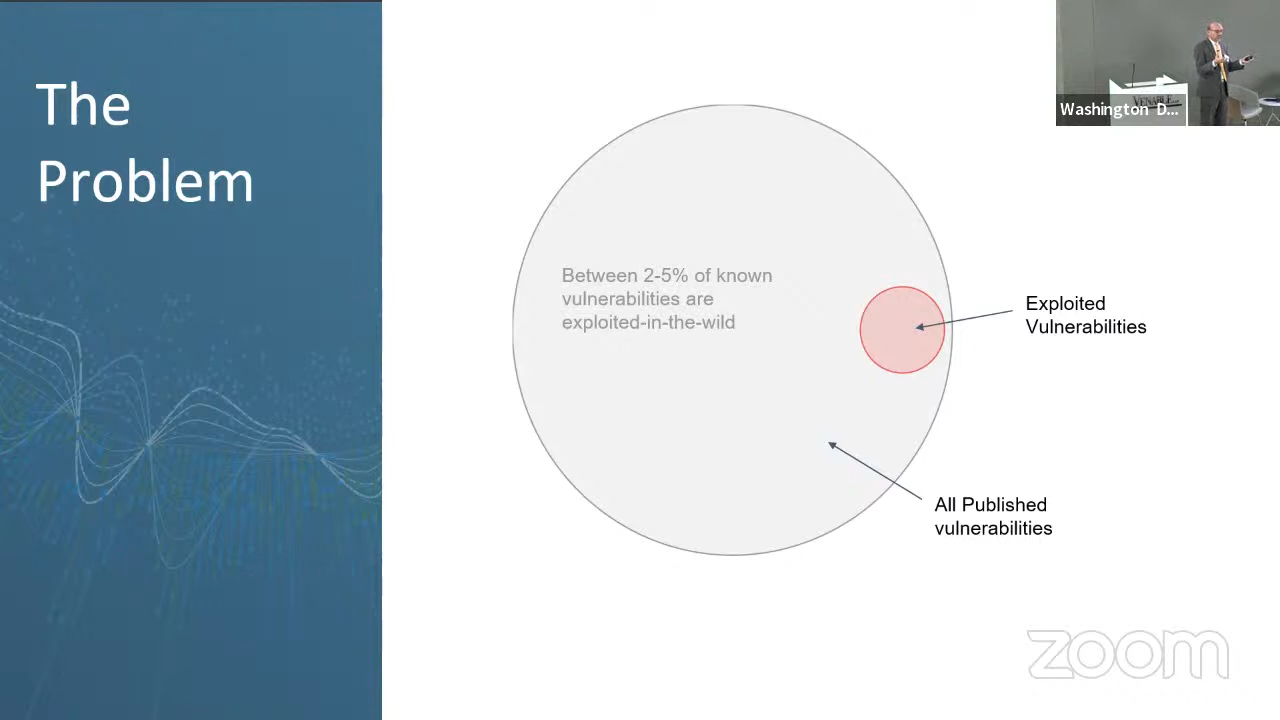 The
Problem
Between 2-5% of known
vulnerabilities are
exploited-in-the-wild
Exploited
Vulnerabilities
All Published
vulnerabilities
VENABLE
Washington D...
zoom